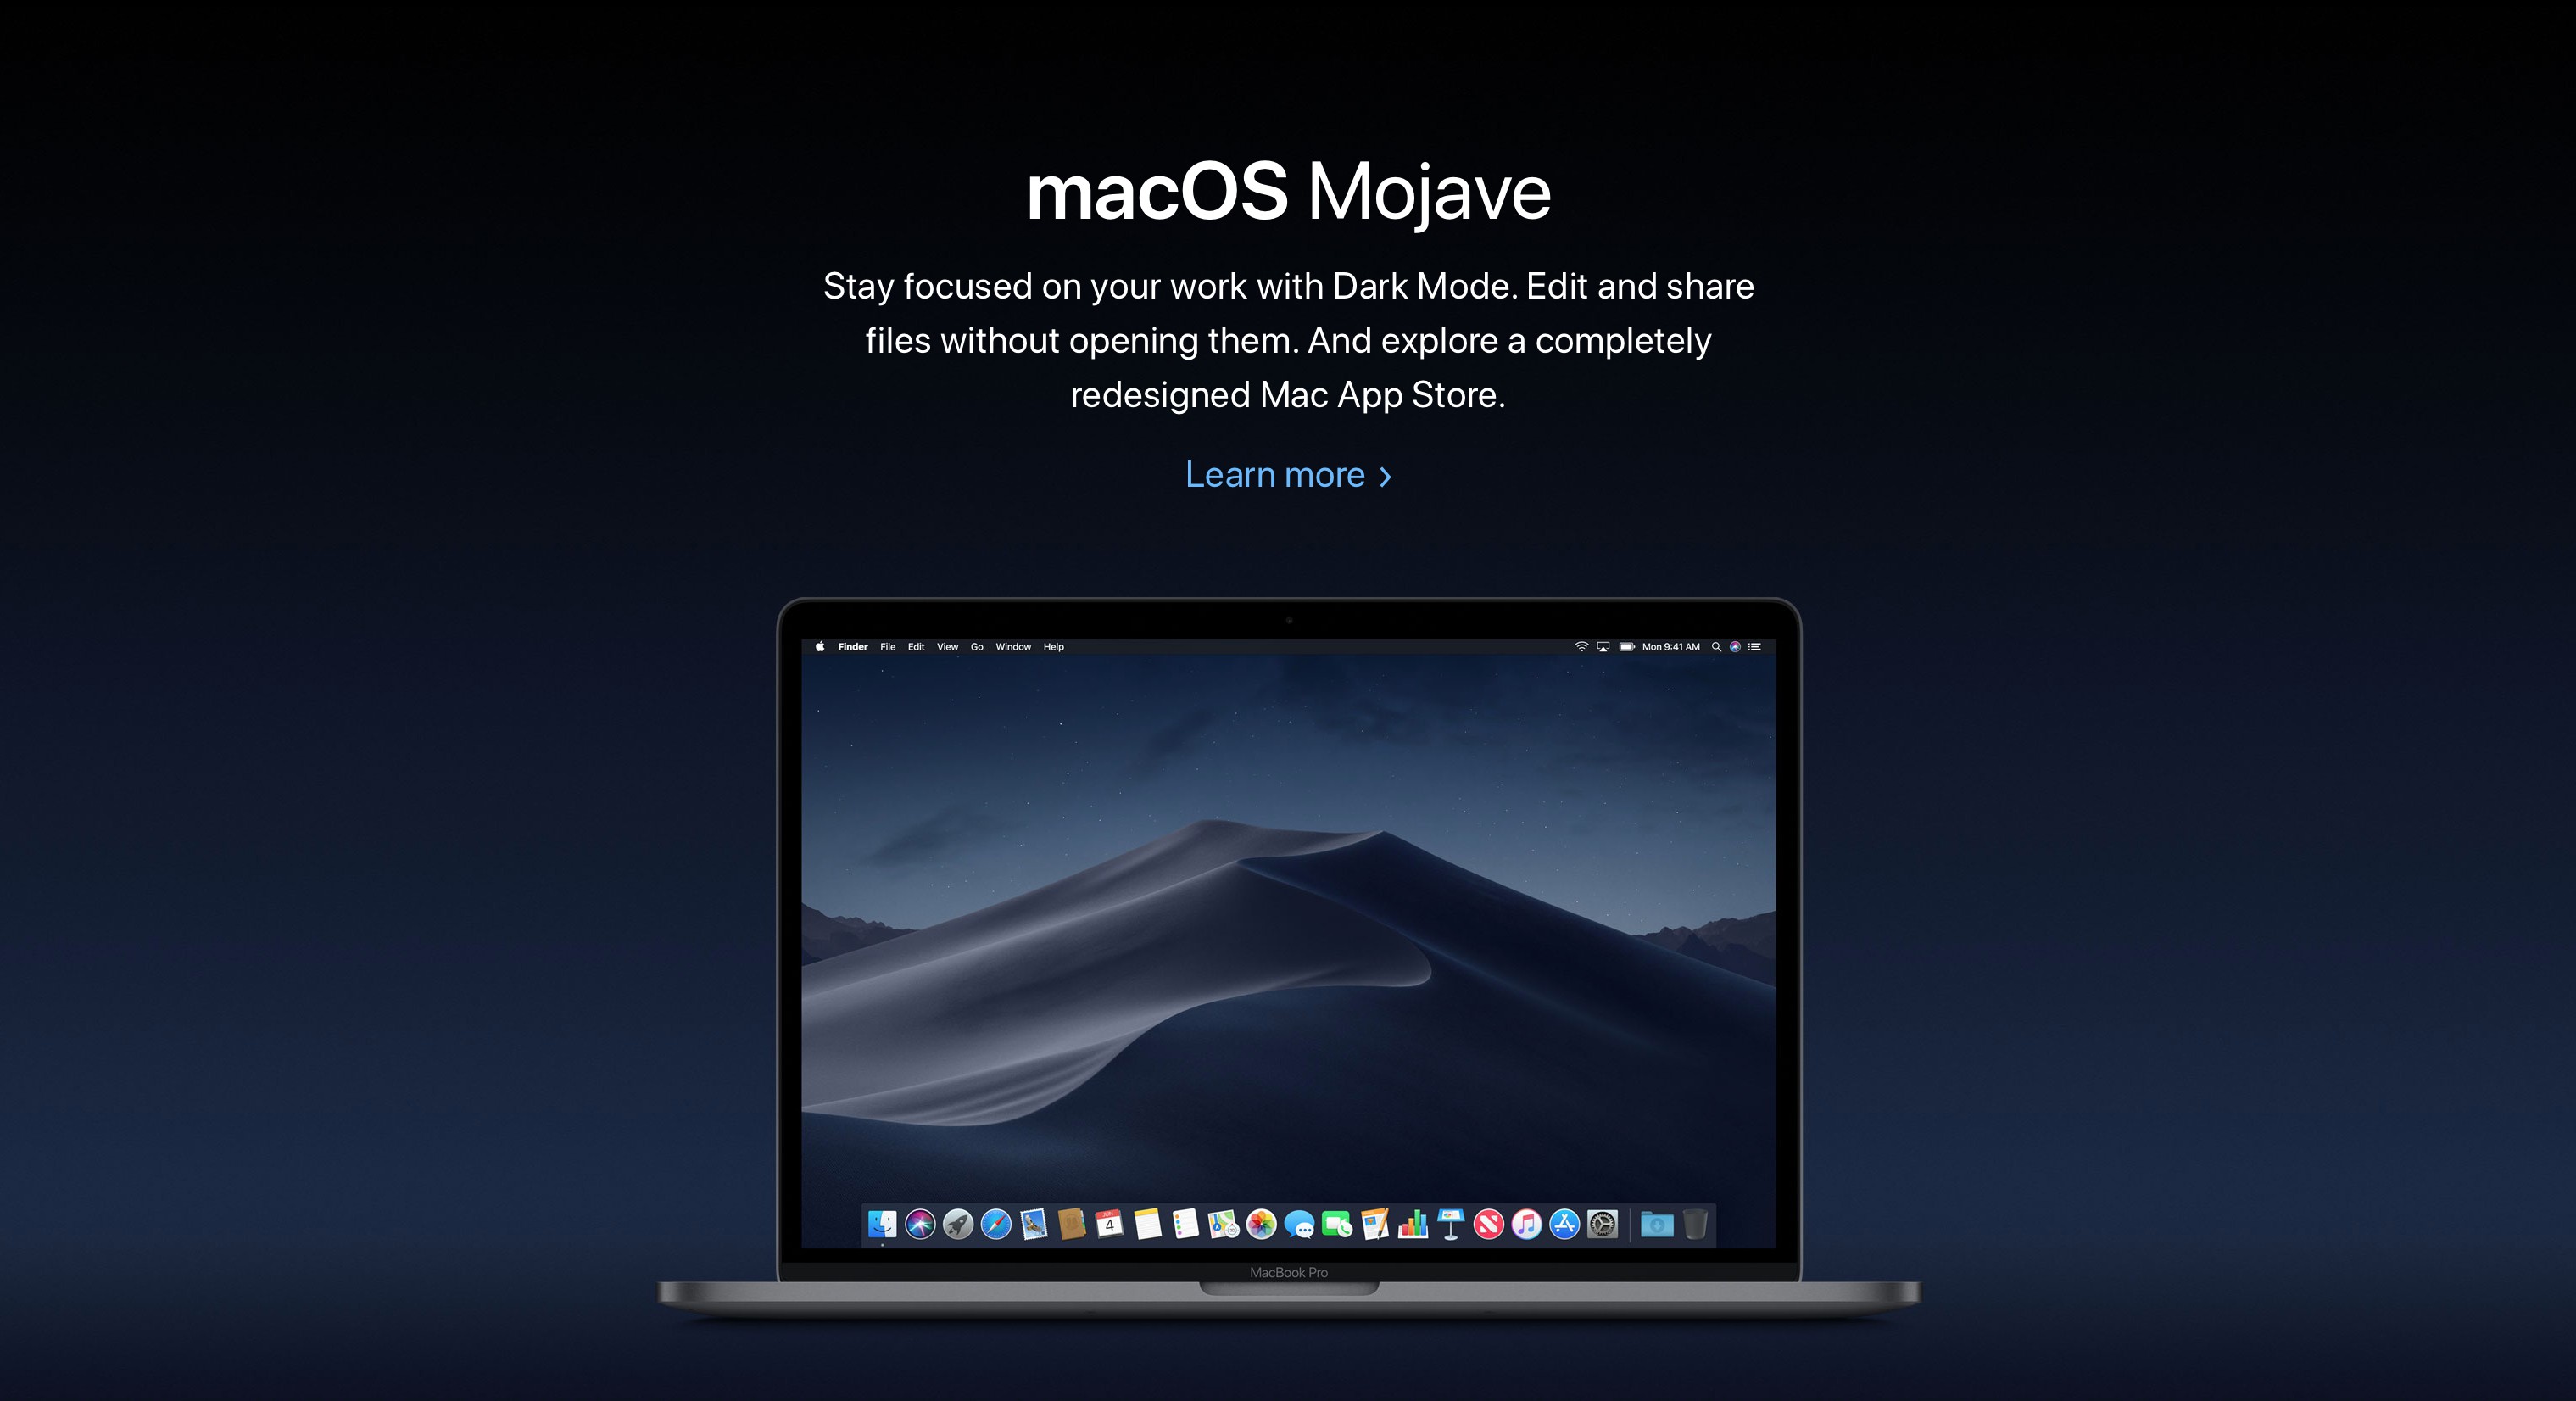 macOS Mojave
Stay focused on your work with Dark Mode. Edit and share
files without opening them. And explore a completely
redesigned Mac App Store.
Learn more >
Finder File Edit View Go Window Help Mon 9:41 AM
JUN
4
MacBook Pro